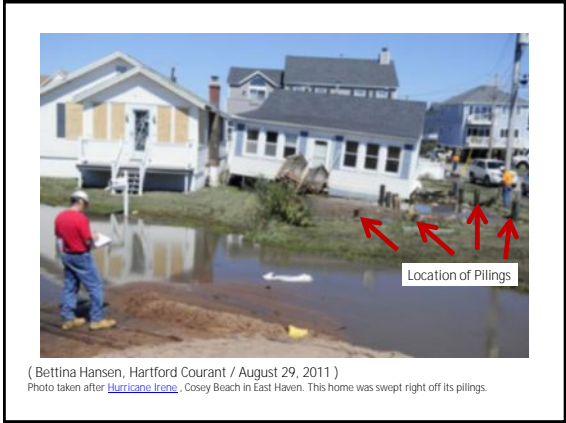 Location of Pilings
( Bettina Hansen, Hartford Courant / August 29, 2011 )
Photo taken after Hurricane Irene , Cosey Beach in East Haven. This home was swept right off its pilings.